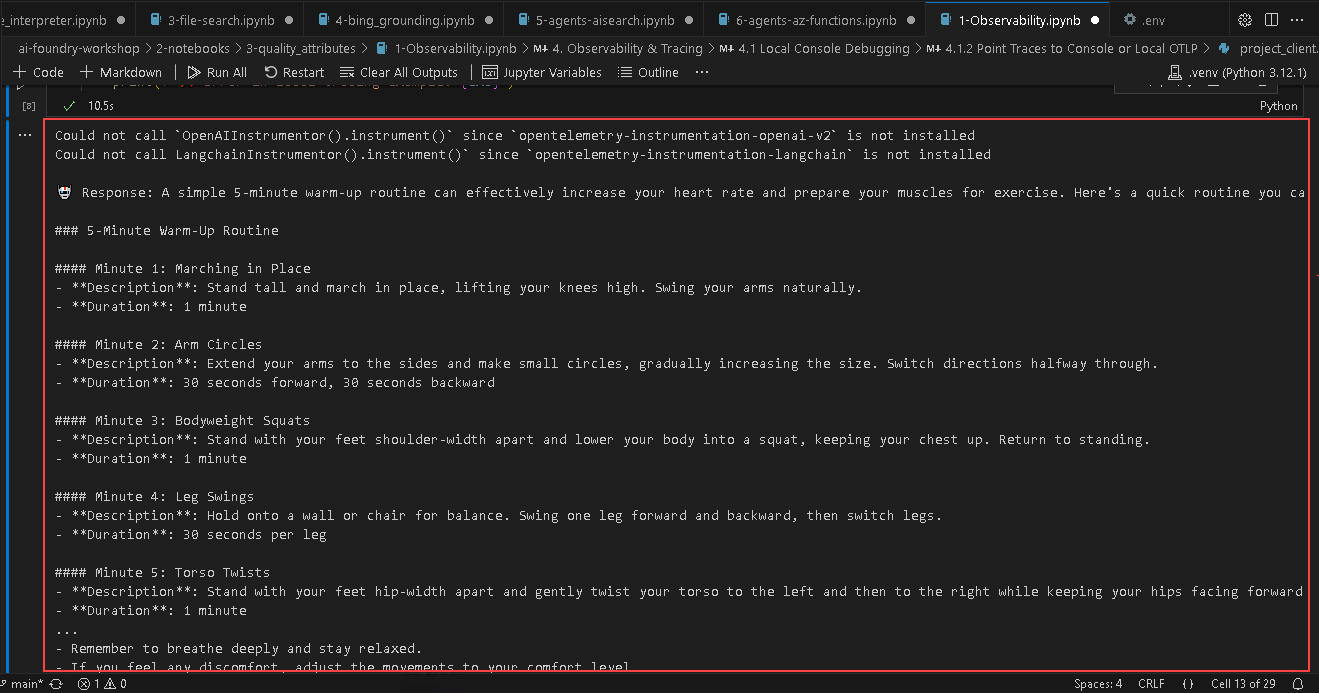 e_interpreter.ipynb
3-file-search.ipynb
4-bing_grounding.ipynb
5-agents-aisearch.ipynb
6-agents-az-functions.ipynb
1-Observability.ipynb
.env
ai-foundry-workshop > 2-notebooks > 3-quality_attributes > 1-Observability.ipynb > M↓ 4. Observability & Tracing > M↓ 4.1 Local Console Debugging > M↓ 4.1.2 Point Traces to Console or Local OTLP > project_client.
+ Code + Markdown Run All Restart Clear All Outputs Jupyter Variables Outline ... .venv (Python 3.12.1)
[8] 10.5s Python
Could not call `OpenAIInstrumentor().instrument()` since `opentelemetry-instrumentation-openai-v2` is not installed
Could not call LangchainInstrumentor().instrument()` since `opentelemetry-instrumentation-langchain` is not installed
Response: A simple 5-minute warm-up routine can effectively increase your heart rate and prepare your muscles for exercise. Here's a quick routine you ca
### 5-Minute Warm-Up Routine
#### Minute 1: Marching in Place
- **Description**: Stand tall and march in place, lifting your knees high. Swing your arms naturally.
- **Duration**: 1 minute
#### Minute 2: Arm Circles
- **Description**: Extend your arms to the sides and make small circles, gradually increasing the size. Switch directions halfway through.
- **Duration**: 30 seconds forward, 30 seconds backward
#### Minute 3: Bodyweight Squats
- **Description**: Stand with your feet shoulder-width apart and lower your body into a squat, keeping your chest up. Return to standing.
- **Duration**: 1 minute
#### Minute 4: Leg Swings
- **Description**: Hold onto a wall or chair for balance. Swing one leg forward and backward, then switch legs.
- **Duration**: 30 seconds per leg
#### Minute 5: Torso Twists
- **Description**: Stand with your feet hip-width apart and gently twist your torso to the left and then to the right while keeping your hips facing forward
- **Duration**: 1 minute
...
- Remember to breathe deeply and stay relaxed.
- If you feel any discomfort, adjust the movements to your comfort level
main* 1 0 Spaces: 4 CRLF {} Cell 13 of 29